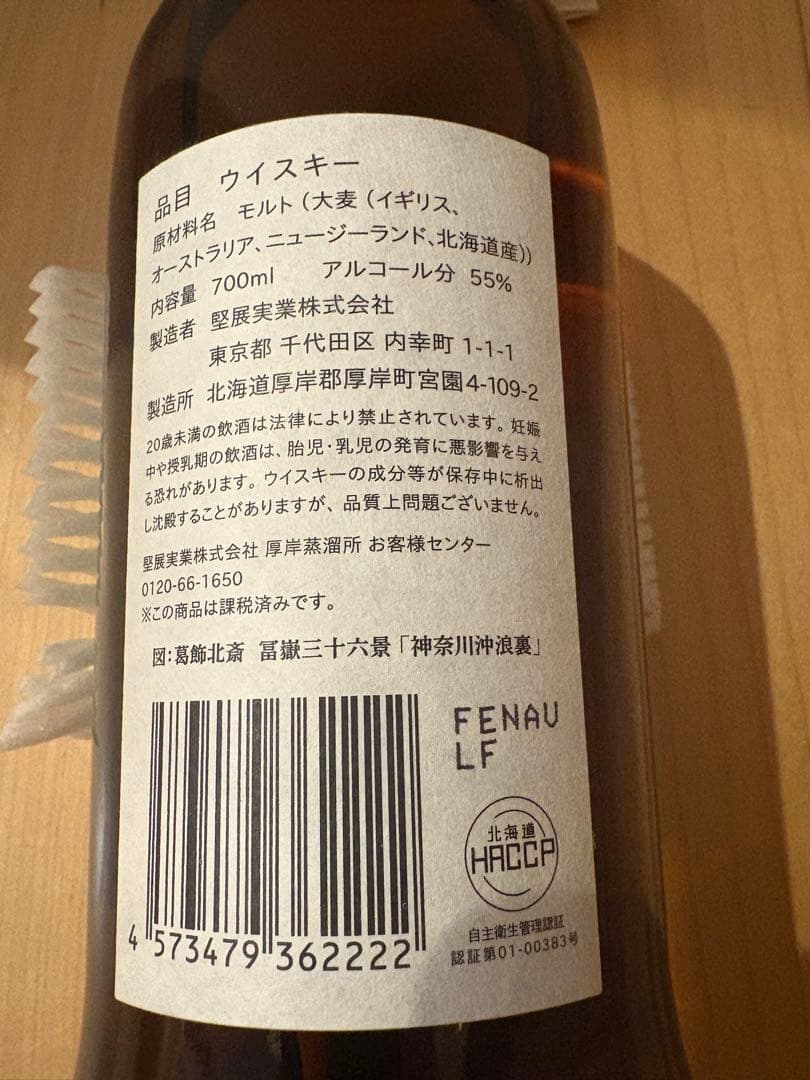 品目 ウイスキー
原材料名 モルト（大麦（イギリス、
オーストラリア、ニュージーランド、北海道産））
内容量 700ml アルコール分 55%
製造者 堅展実業株式会社
東京都 千代田区 内幸町 1-1-1
製造所 北海道厚岸郡厚岸町宮園4-109-2
20歳未満の飲酒は法律により禁止されています。妊娠
中や授乳期の飲酒は、胎児・乳児の発育に悪影響を与え
る恐れがあります。ウイスキーの成分等が保存中に析出
し沈殿することがありますが、品質上問題ございません。
堅展実業株式会社 厚岸蒸溜所 お客様センター
0120-66-1650
※この商品は課税済みです。
図：葛飾北斎 冨嶽三十六景「神奈川沖浪裏」
FENAU
LF
北海道
HACCP
自主衛生管理認証
認証第01-00383号
4 573479 362222